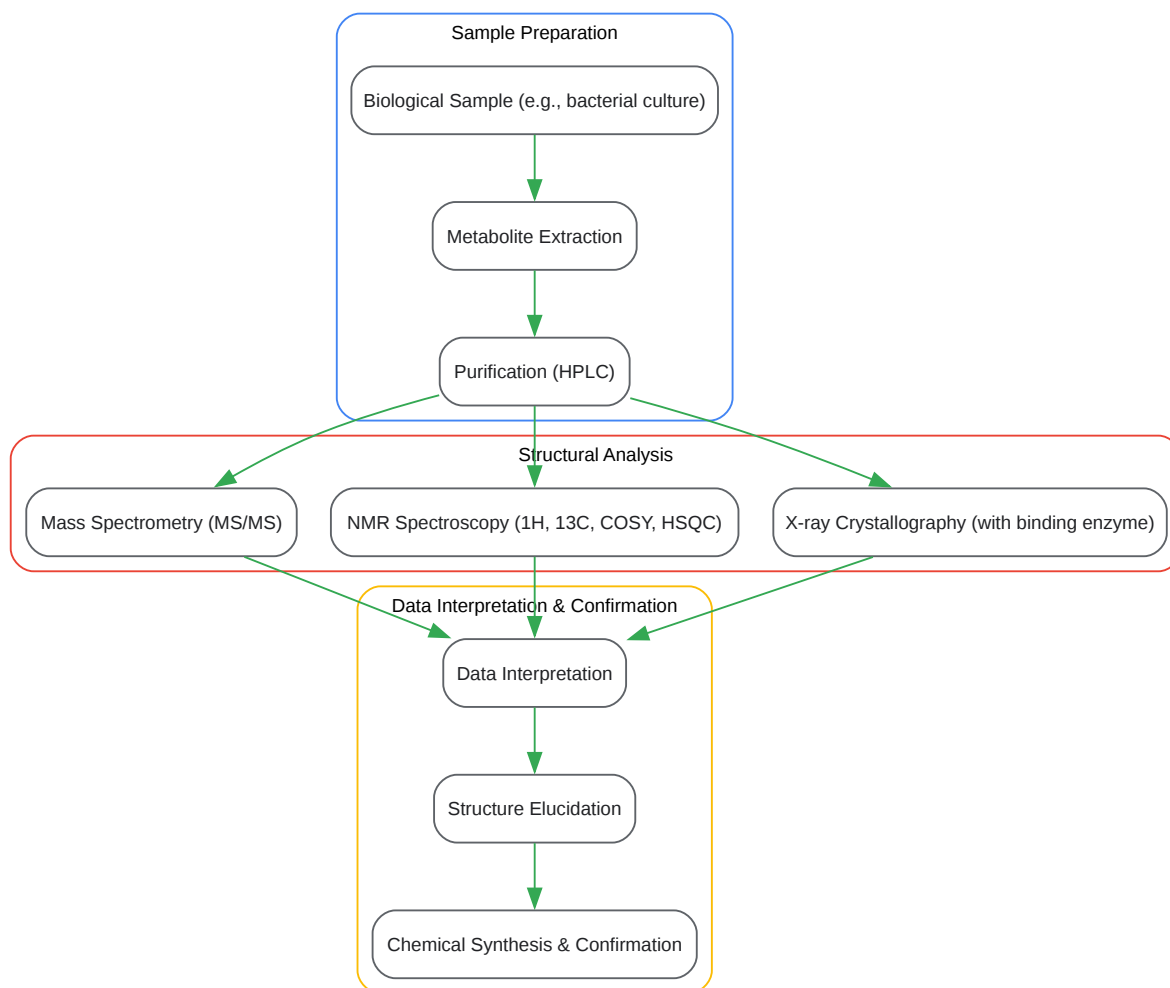 Sample Preparation
Biological Sample (e.g., bacterial culture)
Metabolite Extraction
Purification (HPLC)
Structural Analysis
Mass Spectrometry (MS/MS)
NMR Spectroscopy (1H, 13C, COSY, HSQC)
X-ray Crystallography (with binding enzyme)
Data Interpretation & Confirmation
Data Interpretation
Structure Elucidation
Chemical Synthesis & Confirmation